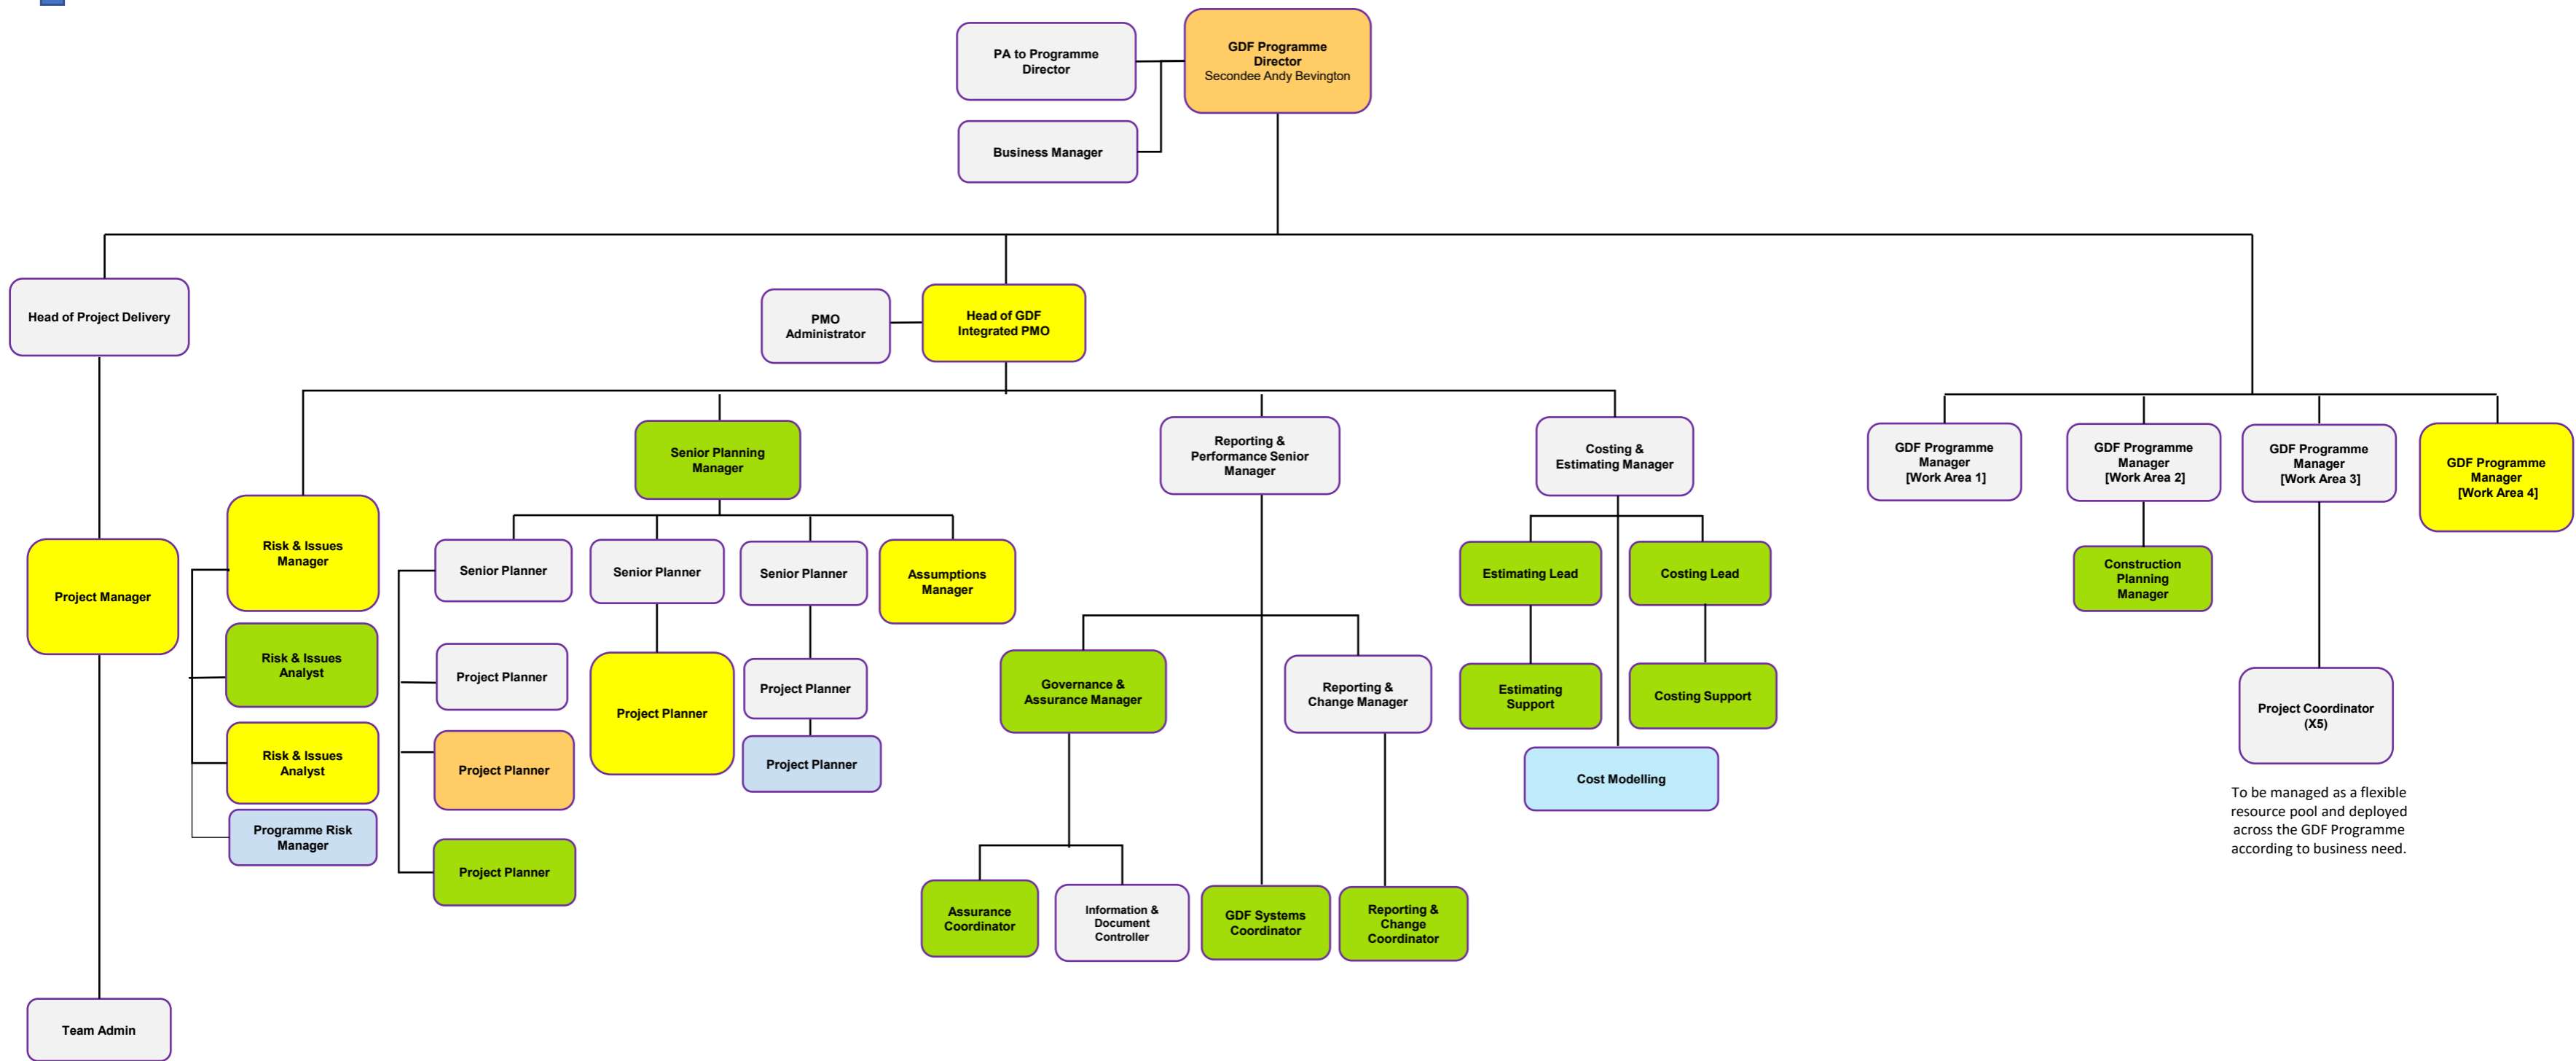 PA to Programme
Director
GDF Programme
Director
Secondee Andy Bevington
Business Manager
Head of Project Delivery
PMO
Administrator
Head of GDF
Integrated PMO
Senior Planning
Manager
Reporting &
Performance Senior
Manager
Costing &
Estimating Manager
GDF Programme
Manager
[Work Area 1]
GDF Programme
Manager
[Work Area 2]
GDF Programme
Manager
[Work Area 3]
GDF Programme
Manager
[Work Area 4]
Project Manager
Risk & Issues
Manager
Senior Planner
Senior Planner
Senior Planner
Assumptions
Manager
Estimating Lead
Costing Lead
Construction
Planning
Manager
Risk & Issues
Analyst
Project Planner
Project Planner
Project Planner
Governance &
Assurance Manager
Reporting &
Change Manager
Estimating
Support
Costing Support
Project Coordinator
(X5)
Risk & Issues
Analyst
Project Planner
Project Planner
Cost Modelling
To be managed as a flexible
resource pool and deployed
across the GDF Programme
according to business need.
Programme Risk
Manager
Project Planner
Assurance
Coordinator
Information &
Document
Controller
GDF Systems
Coordinator
Reporting &
Change
Coordinator
Team Admin